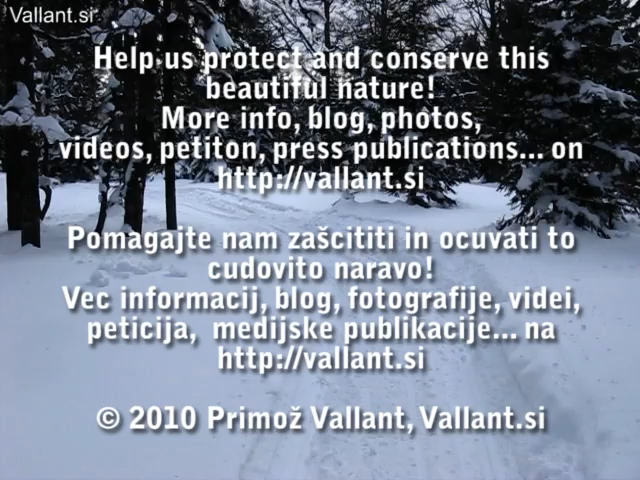 Vallant.si
Help us protect and conserve this
beautiful nature!
More info, blog, photos,
videos, petiton, press publications... on
http://vallant.si
Pomagajte nam zašcititi in ocuvati to
cudovito naravo!
Vec informacij, blog, fotografije, videi,
peticija, medijske publikacije... na
http://vallant.si
© 2010 Primož Vallant, Vallant.si